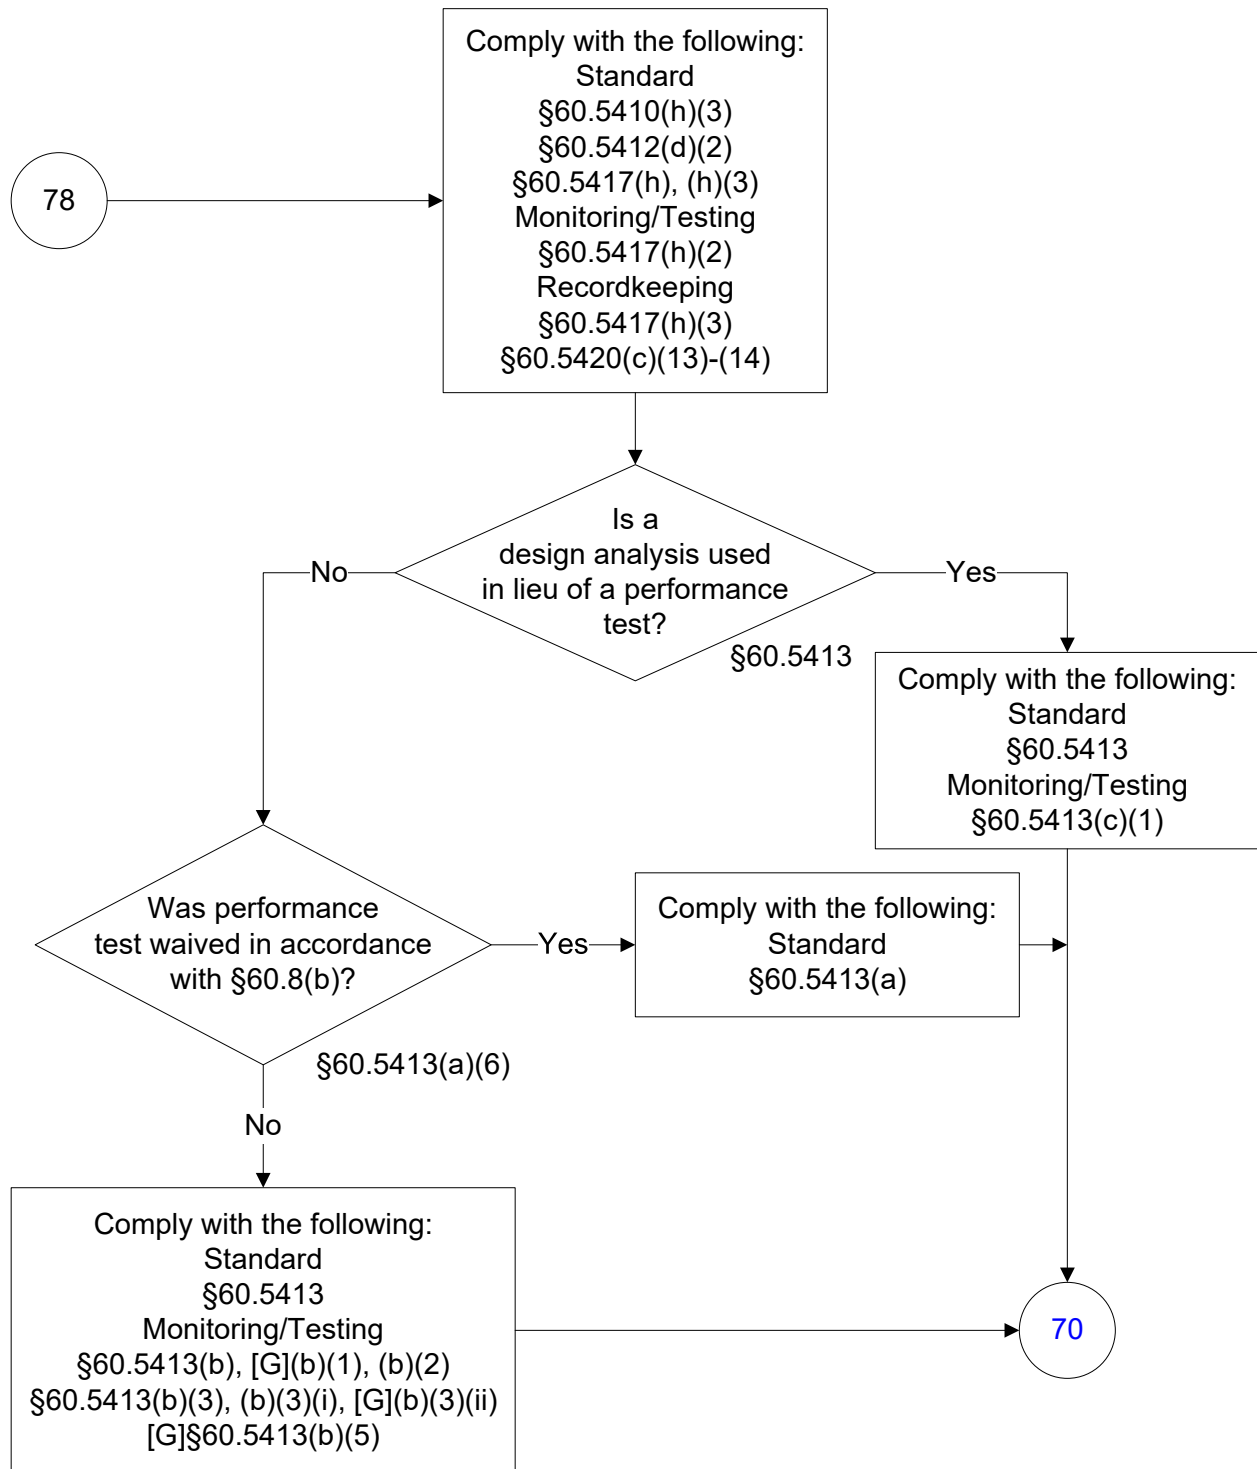 78
Comply with the following:
Standard
§60.5410(h)(3)
§60.5412(d)(2)
§60.5417(h), (h)(3)
Monitoring/Testing
§60.5417(h)(2)
Recordkeeping
§60.5417(h)(3)
§60.5420(c)(13)-(14)
Is a
design analysis used
in lieu of a performance
test?
§60.5413
No
Yes
Comply with the following:
Standard
§60.5413
Monitoring/Testing
§60.5413(c)(1)
Was performance
test waived in accordance
with §60.8(b)?
§60.5413(a)(6)
Yes
Comply with the following:
Standard
§60.5413(a)
No
Comply with the following:
Standard
§60.5413
Monitoring/Testing
§60.5413(b), [G](b)(1), (b)(2)
§60.5413(b)(3), (b)(3)(i), [G](b)(3)(ii)
[G]§60.5413(b)(5)
70